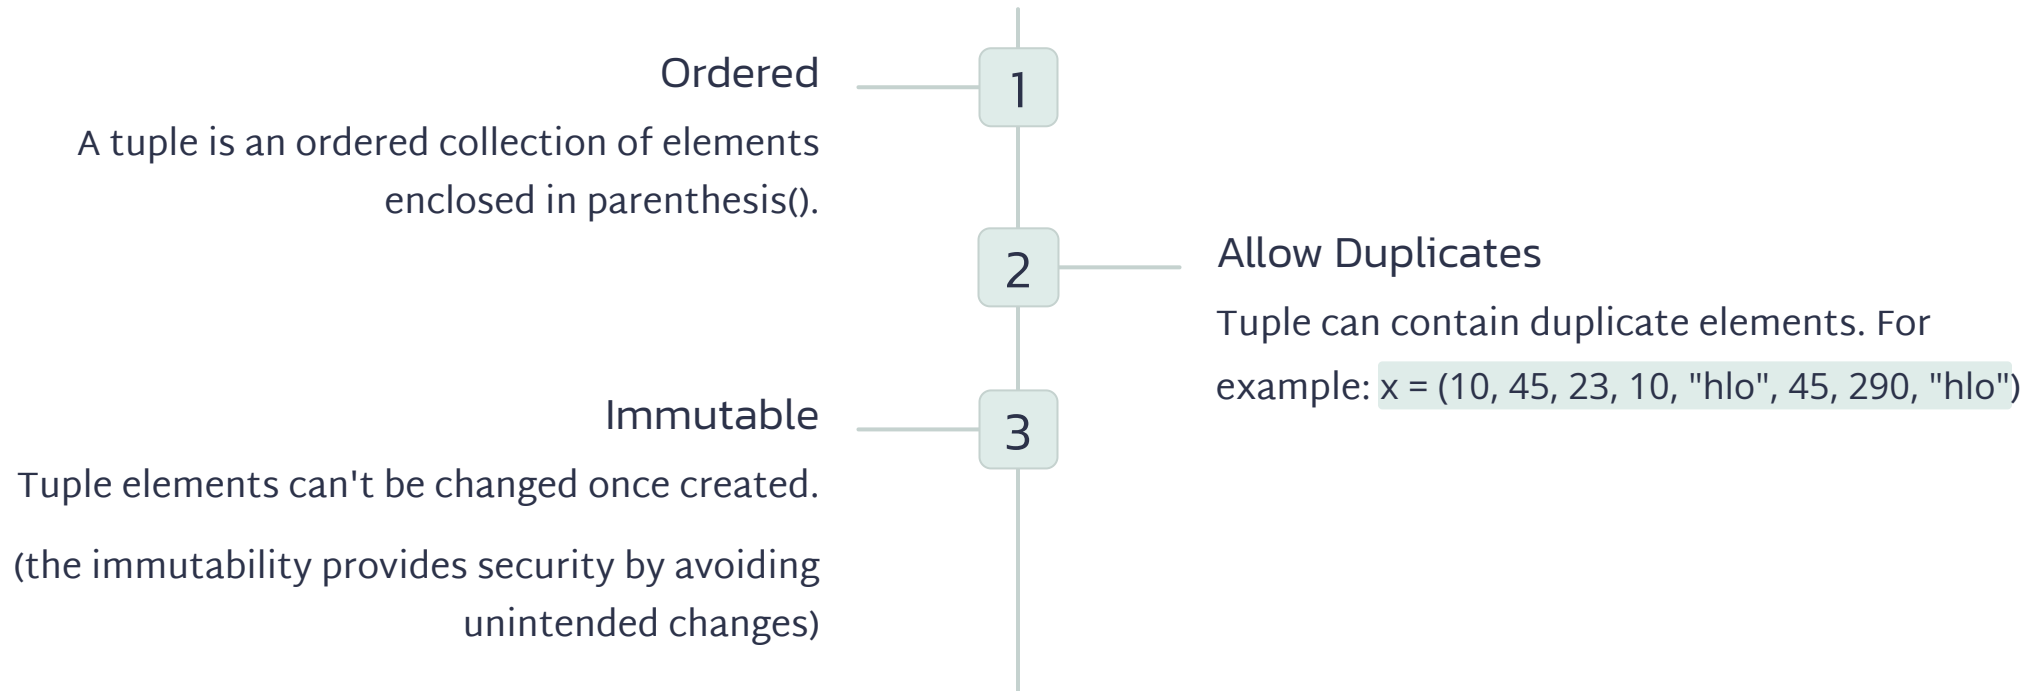 1
Ordered
A tuple is an ordered collection of elements
enclosed in parenthesis().
2
Allow Duplicates
Tuple can contain duplicate elements. For
example: x = (10, 45, 23, 10, "hlo", 45, 290, "hlo")
3
Immutable
Tuple elements can't be changed once created.
(the immutability provides security by avoiding
unintended changes)